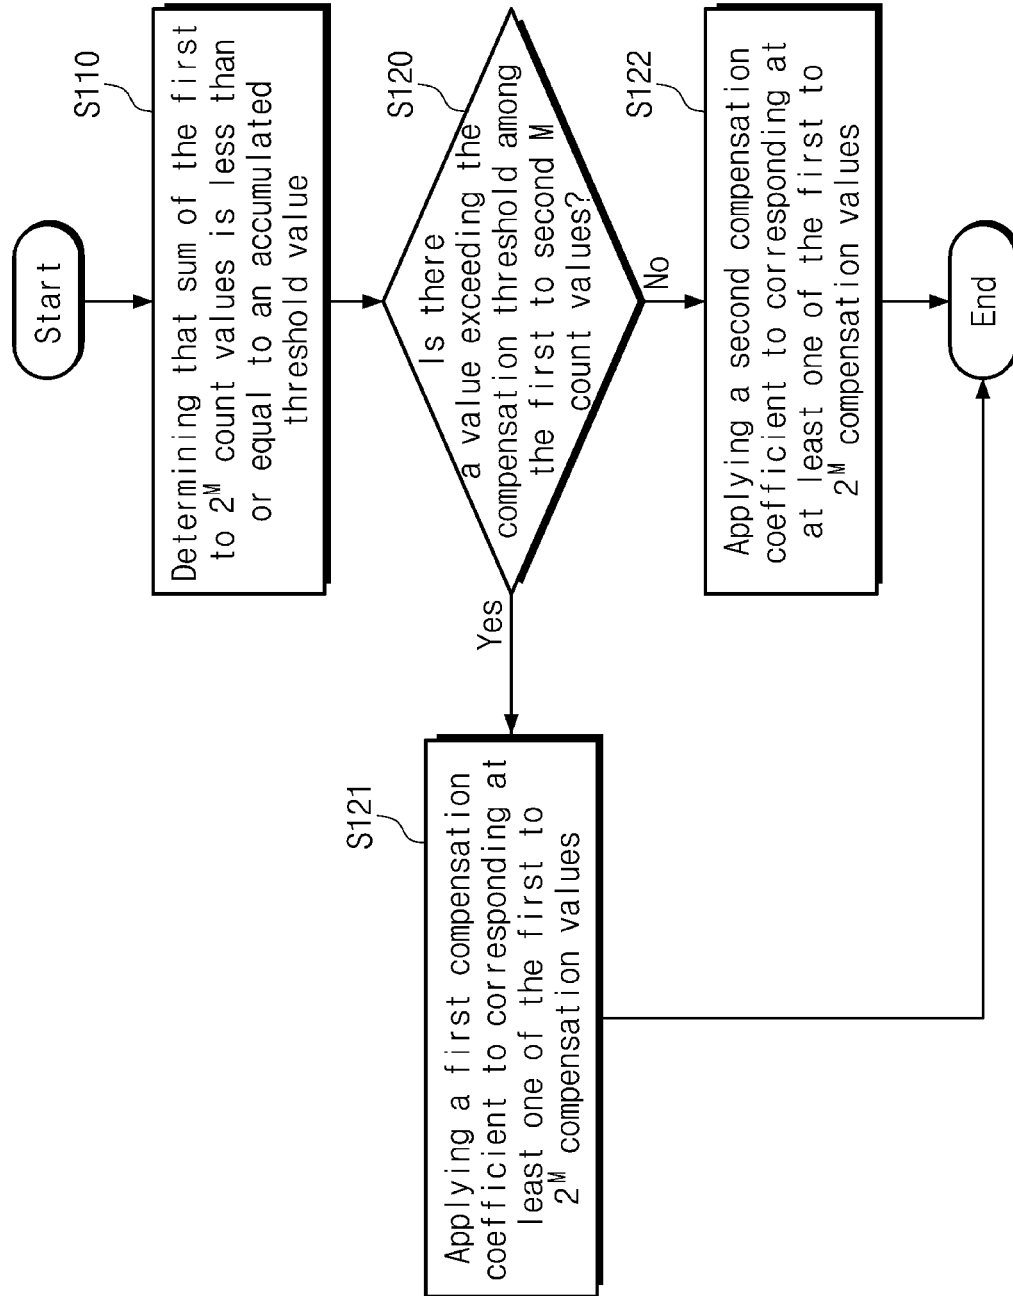 Start
S110
Determining that sum of the first
to 2ᴹ count values is less than
or equal to an accumulated
threshold value
S120
Is there
a value exceeding the
compensation threshold among
the first to second M
count values?
Yes
No
S121
Applying a first compensation
coefficient to corresponding at
least one of the first to
2ᴹ compensation values
S122
Applying a second compensation
coefficient to corresponding at
at least one of the first to
2ᴹ compensation values
End